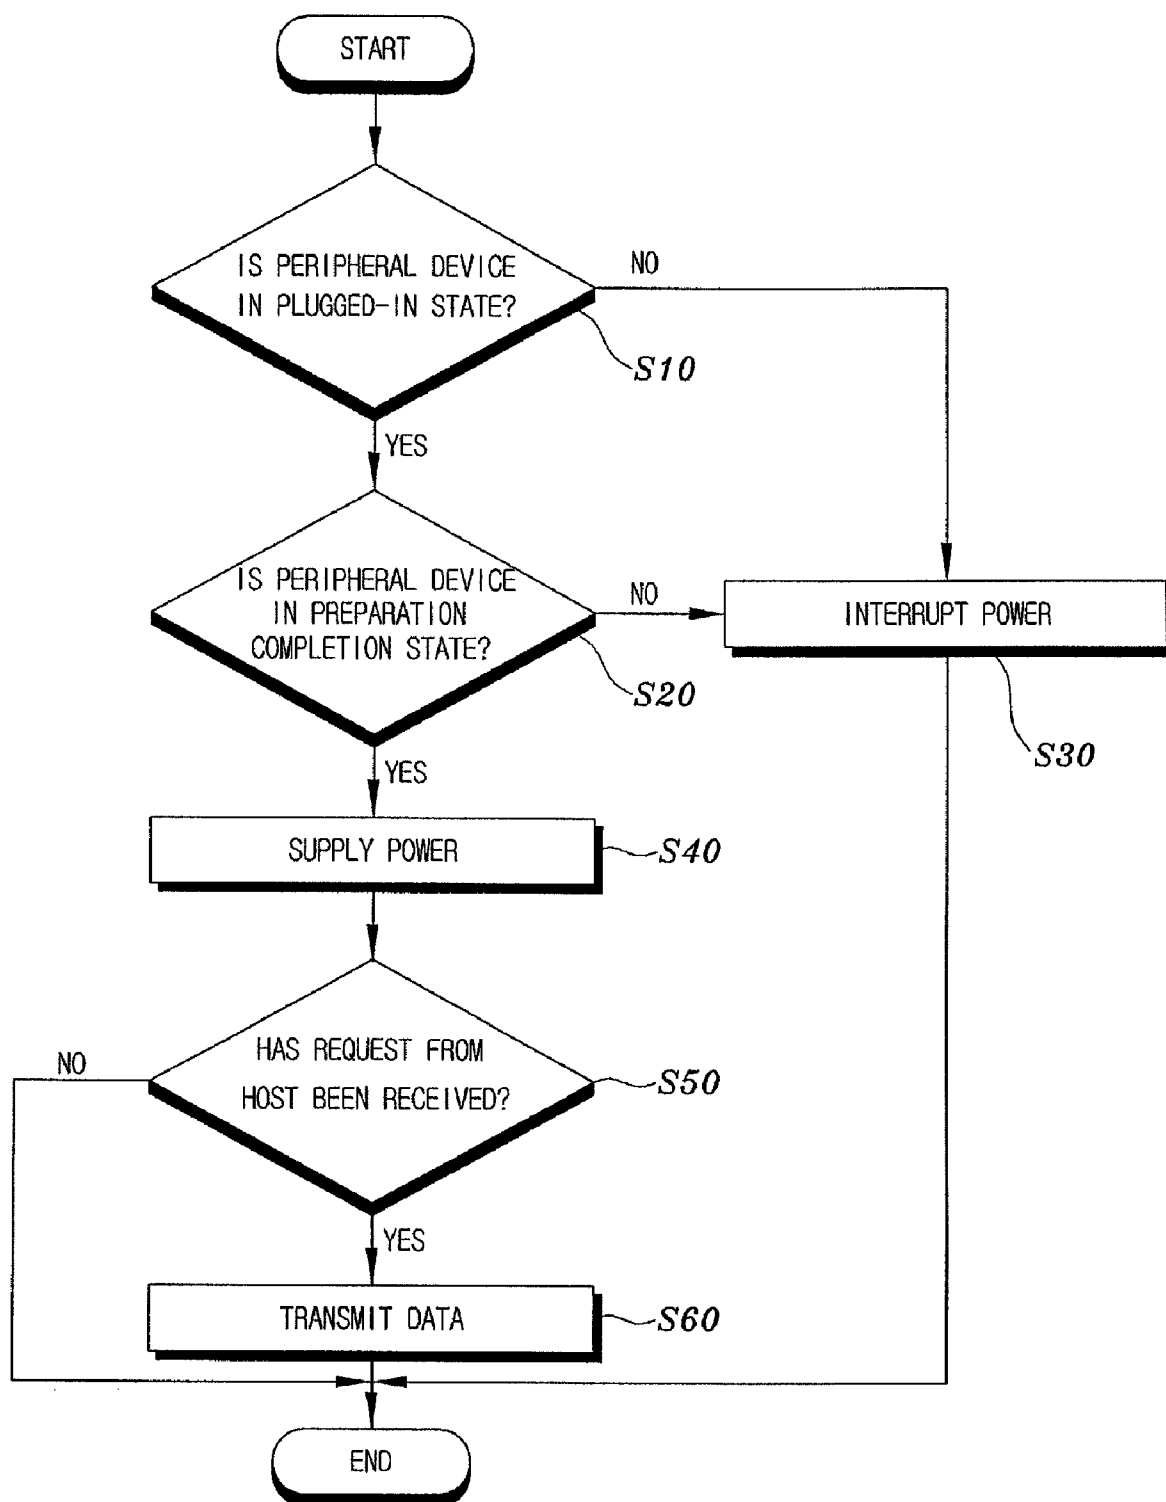 START
IS PERIPHERAL DEVICE
IN PLUGGED-IN STATE?
NO
S10
YES
IS PERIPHERAL DEVICE
IN PREPARATION
COMPLETION STATE?
NO
S20
INTERRUPT POWER
S30
YES
SUPPLY POWER
S40
HAS REQUEST FROM
HOST BEEN RECEIVED?
NO
S50
YES
TRANSMIT DATA
S60
END